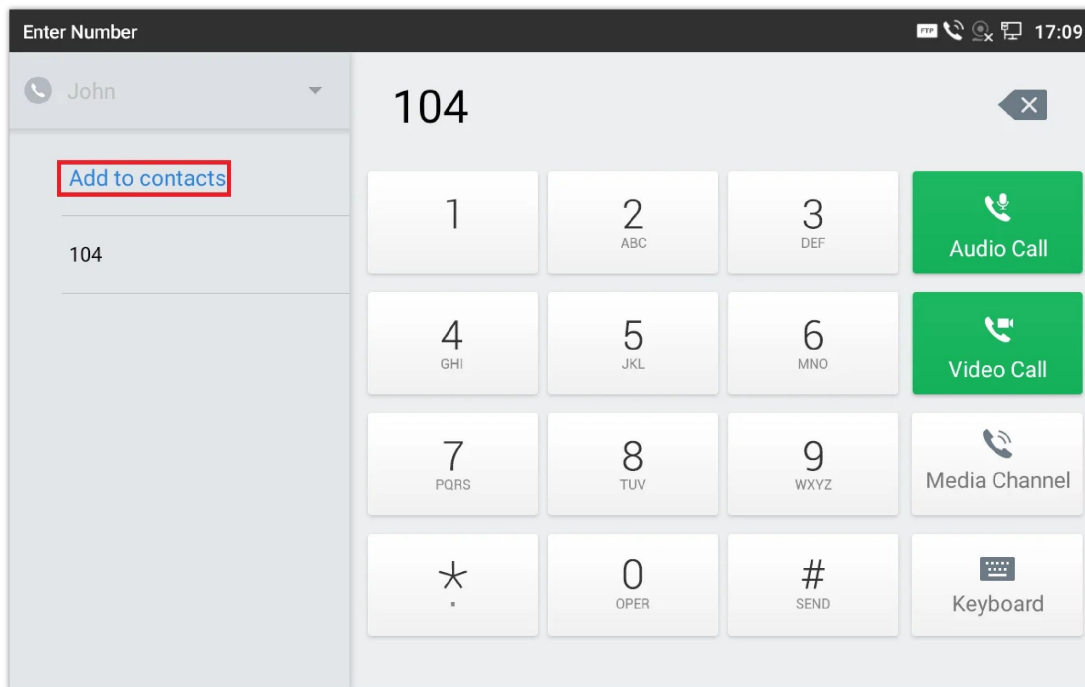 Enter Number
FTP
17:09
John
104
Add to contacts
104
1
2
ABC
3
DEF
Audio Call
4
GHI
5
JKL
6
MNO
Video Call
7
PQRS
8
TUV
9
WXYZ
Media Channel
*
.
0
OPER
#
SEND
Keyboard